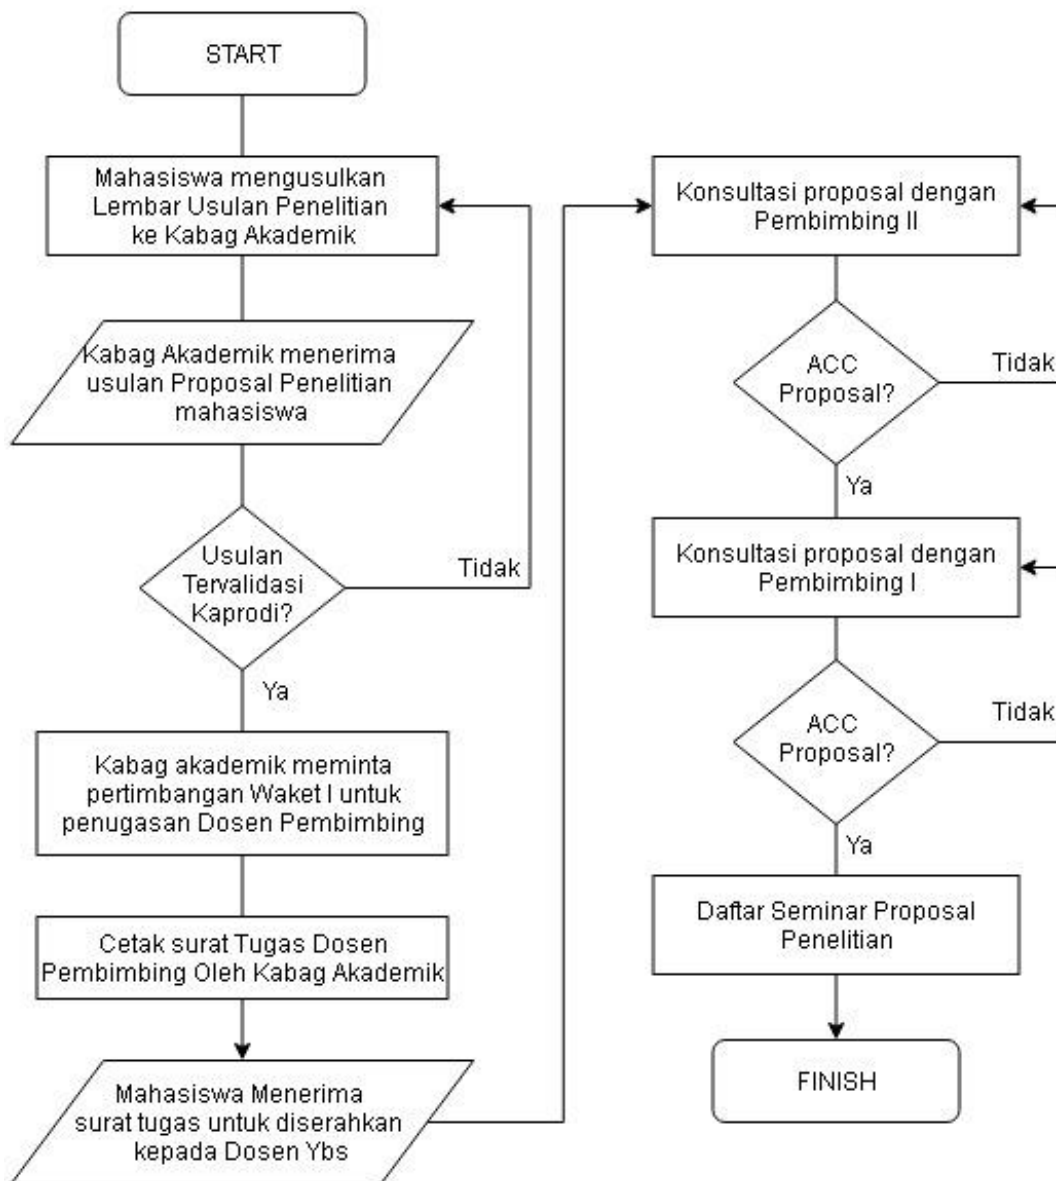 START
Mahasiswa mengusulkan
Lembar Usulan Penelitian
ke Kabag Akademik
Kabag Akademik menerima
usulan Proposal Penelitian
mahasiswa
Usulan
Tervalidasi
Kaprodi?
Tidak
Ya
Kabag akademik meminta
pertimbangan Waket I untuk
penugasan Dosen Pembimbing
Cetak surat Tugas Dosen
Pembimbing Oleh Kabag Akademik
Mahasiswa Menerima
surat tugas untuk diserahkan
kepada Dosen Ybs
Konsultasi proposal dengan
Pembimbing II
ACC
Proposal?
Tidak
Ya
Konsultasi proposal dengan
Pembimbing I
ACC
Proposal?
Tidak
Ya
Daftar Seminar Proposal
Penelitian
FINISH